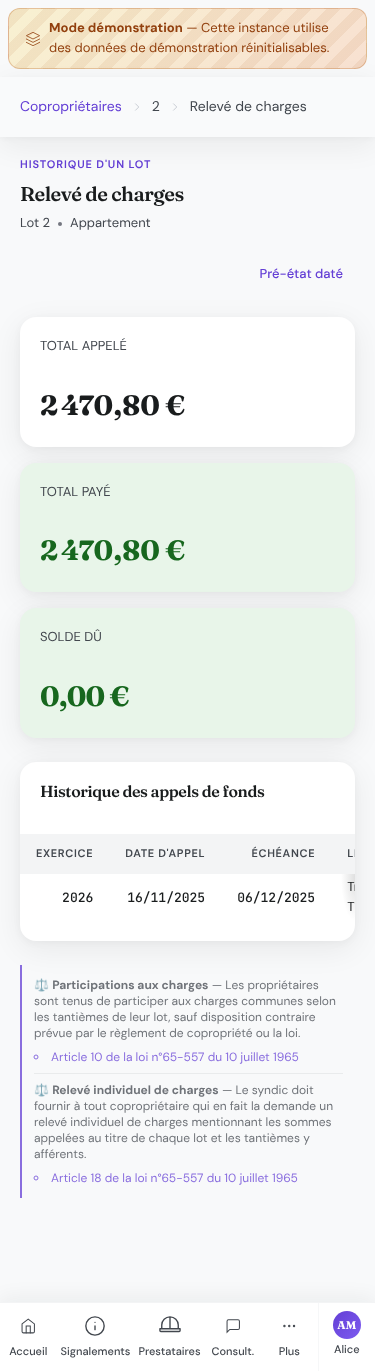 Mode démonstration — Cette instance utilise
des données de démonstration réinitialisables.
Copropriétaires > 2 > Relevé de charges
HISTORIQUE D'UN LOT
Relevé de charges
Lot 2 • Appartement
Pré-état daté
TOTAL APPELÉ
2 470,80 €
TOTAL PAYÉ
2 470,80 €
SOLDE DÛ
0,00 €
Historique des appels de fonds
EXERCICE DATE D'APPEL ÉCHÉANCE
2026 16/11/2025 06/12/2025
⚖️ Participations aux charges — Les propriétaires
sont tenus de participer aux charges communes selon
les tantièmes de leur lot, sauf disposition contraire
prévue par le règlement de copropriété ou la loi.
Article 10 de la loi n°65-557 du 10 juillet 1965
⚖️ Relevé individuel de charges — Le syndic doit
fournir à tout copropriétaire qui en fait la demande un
relevé individuel de charges mentionnant les sommes
appelées au titre de chaque lot et les tantièmes y
afférents.
Article 18 de la loi n°65-557 du 10 juillet 1965
AM
Accueil Signalements Prestataires Consult. Plus Alice